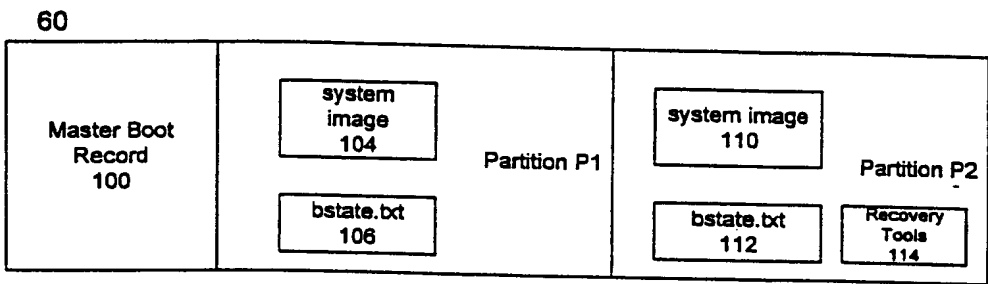 60
Master Boot
Record
100
system
image
104
Partition P1
bstate.txt
106
system image
110
Partition P2
bstate.txt
112
Recovery
Tools
114